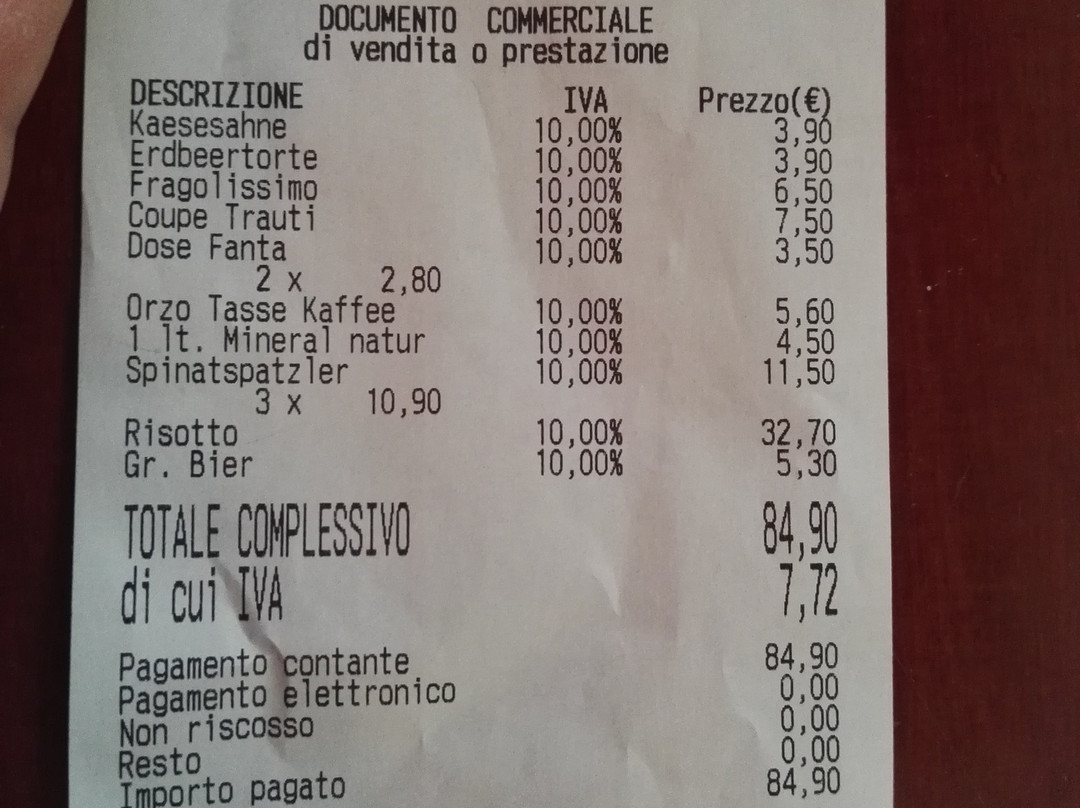 DOCUMENTO COMMERCIALE
di vendita o prestazione
DESCRIZIONE IVA Prezzo(€)
Kaesesahne 10,00% 3,90
Erdbeertorte 10,00% 3,90
Fragolissimo 10,00% 6,50
Coupe Trauti 10,00% 7,50
Dose Fanta 10,00% 3,50
2 x 2,80
Orzo Tasse Kaffee 10,00% 5,60
1 lt. Mineral natur 10,00% 4,50
Spinatspatzler 10,00% 11,50
3 x 10,90
Risotto 10,00% 32,70
Gr. Bier 10,00% 5,30
TOTALE COMPLESSIVO 84,90
di cui IVA 7,72
Pagamento contante 84,90
Pagamento elettronico 0,00
Non riscosso 0,00
Resto 0,00
Importo pagato 84,90